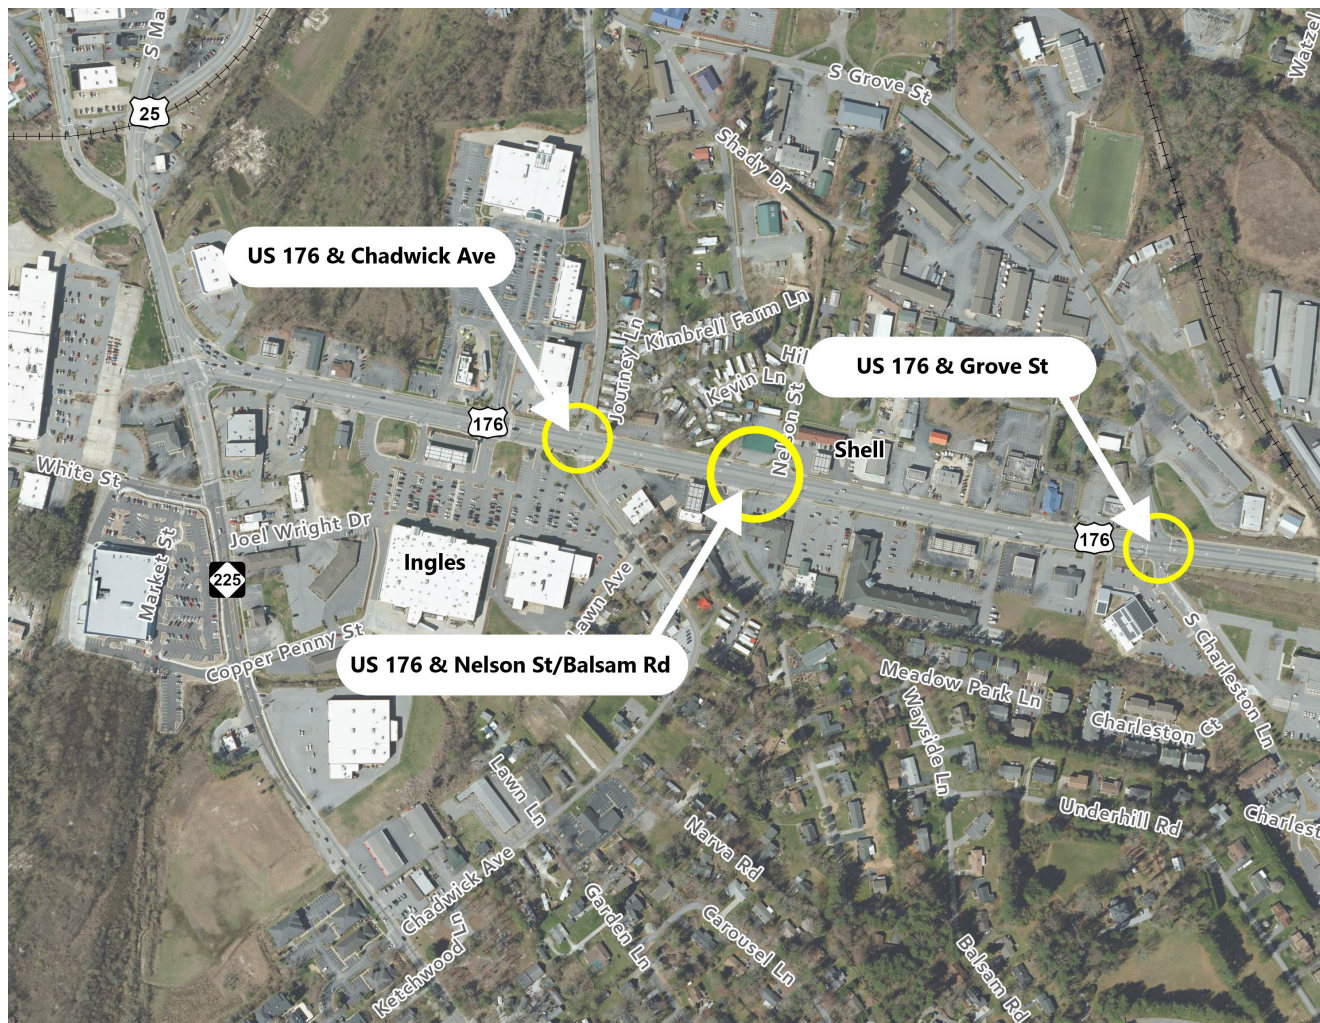 S Ma
Watzel
S Grove St
25
Shady Dr
US 176 & Chadwick Ave
Kimbrell Farm Ln
Journey Ln
Hil
US 176 & Grove St
Kevin Ln
176
Nelson St
Shell
White St
Joel Wright Dr
176
Market St
Ingles
225
Lawn Ave
Copper Penny St
US 176 & Nelson St/Balsam Rd
S Charleston Ln
Meadow Park Ln
Wayside Ln
Charleston Ct
Lawn Ln
Underhill Rd
Charlest
Narva Rd
Chadwick Ave
Garden Ln
Carousel Ln
Ketchwood Ln
Balsam Rd